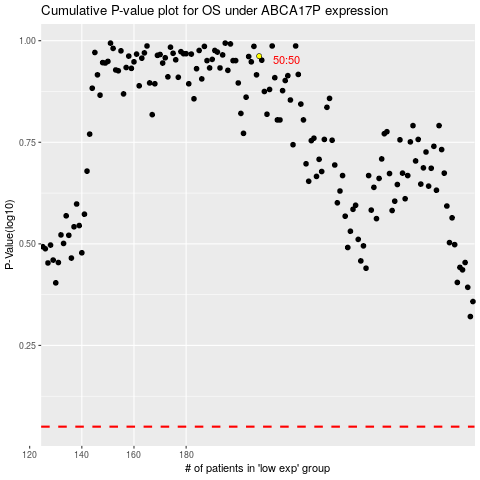 Cumulative P-value plot for OS under ABCA17P expression
P-Value(log10)
1.00
0.75
0.50
0.25
50:50
120 140 160 180
# of patients in 'low exp' group